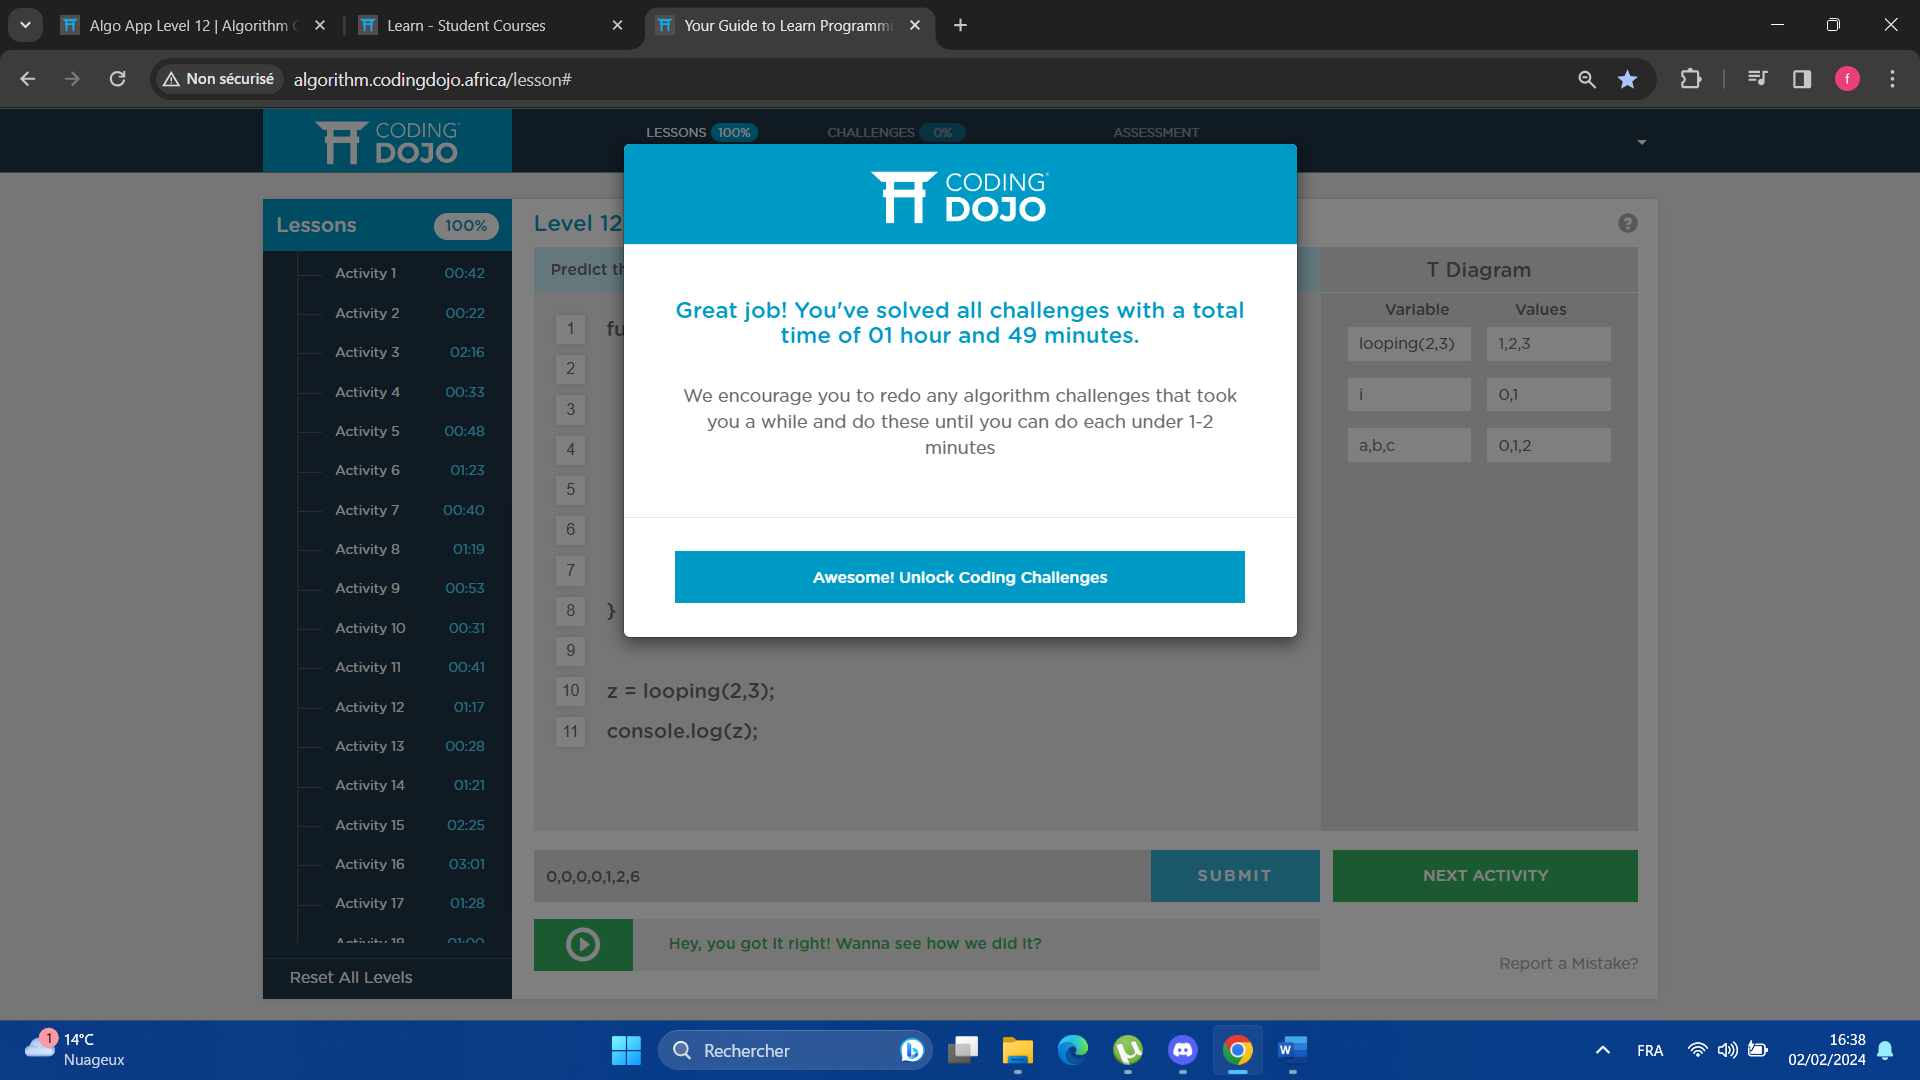 Algo App Level 12 | Algorithm C
Learn - Student Courses
Your Guide to Learn Programmi
Non sécurisé
algorithm.codingdojo.africa/lesson#
f
CODING DOJO
LESSONS 100%
CHALLENGES 0%
ASSESSMENT
CODING DOJO
Lessons 100%
Activity 1 00:42
Activity 2 00:22
Activity 3 02:16
Activity 4 00:33
Activity 5 00:48
Activity 6 01:23
Activity 7 00:40
Activity 8 01:19
Activity 9 00:53
Activity 10 00:31
Activity 11 00:41
Activity 12 01:17
Activity 13 00:28
Activity 14 01:21
Activity 15 02:25
Activity 16 03:01
Activity 17 01:28
Activity 18 01:00
Reset All Levels
Level 12
?
Predict th
1 fu
2
3
4
5
6
7
8 }
9
10 z = looping(2,3);
11 console.log(z);
Great job! You've solved all challenges with a total
time of 01 hour and 49 minutes.
We encourage you to redo any algorithm challenges that took
you a while and do these until you can do each under 1-2
minutes
Awesome! Unlock Coding Challenges
T Diagram
Variable Values
looping(2,3) 1,2,3
i 0,1
a,b,c 0,1,2
0,0,0,0,1,2,6
SUBMIT
NEXT ACTIVITY
Hey, you got it right! Wanna see how we did it?
Report a Mistake?
1
14°C
Nuageux
Rechercher
W
FRA
16:38
02/02/2024